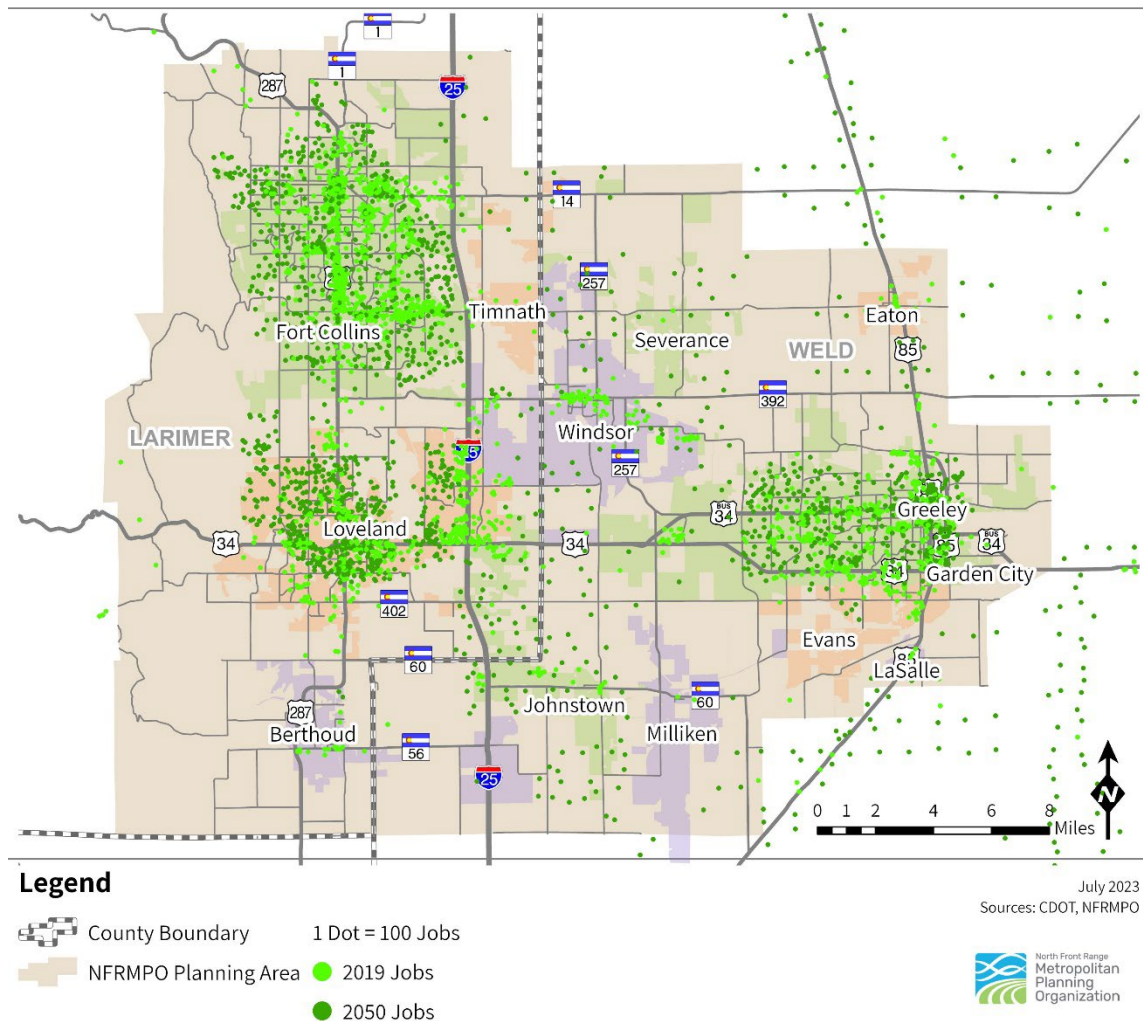 1
1
287
25
14
257
Timnath
Fort Collins
Severance
Eaton
WELD
85
392
LARIMER
Windsor
257
Loveland
34
34
BUS
34
Greeley
BUS
34
85
34
Garden City
402
Evans
LaSalle
60
60
Johnstown
287
Berthoud
Milliken
56
25
N
0 1 2 4 6 8
Miles
Legend
July 2023
Sources: CDOT, NFRMPO
County Boundary
1 Dot = 100 Jobs
NFRMPO Planning Area
2019 Jobs
2050 Jobs
North Front Range
Metropolitan
Planning
Organization